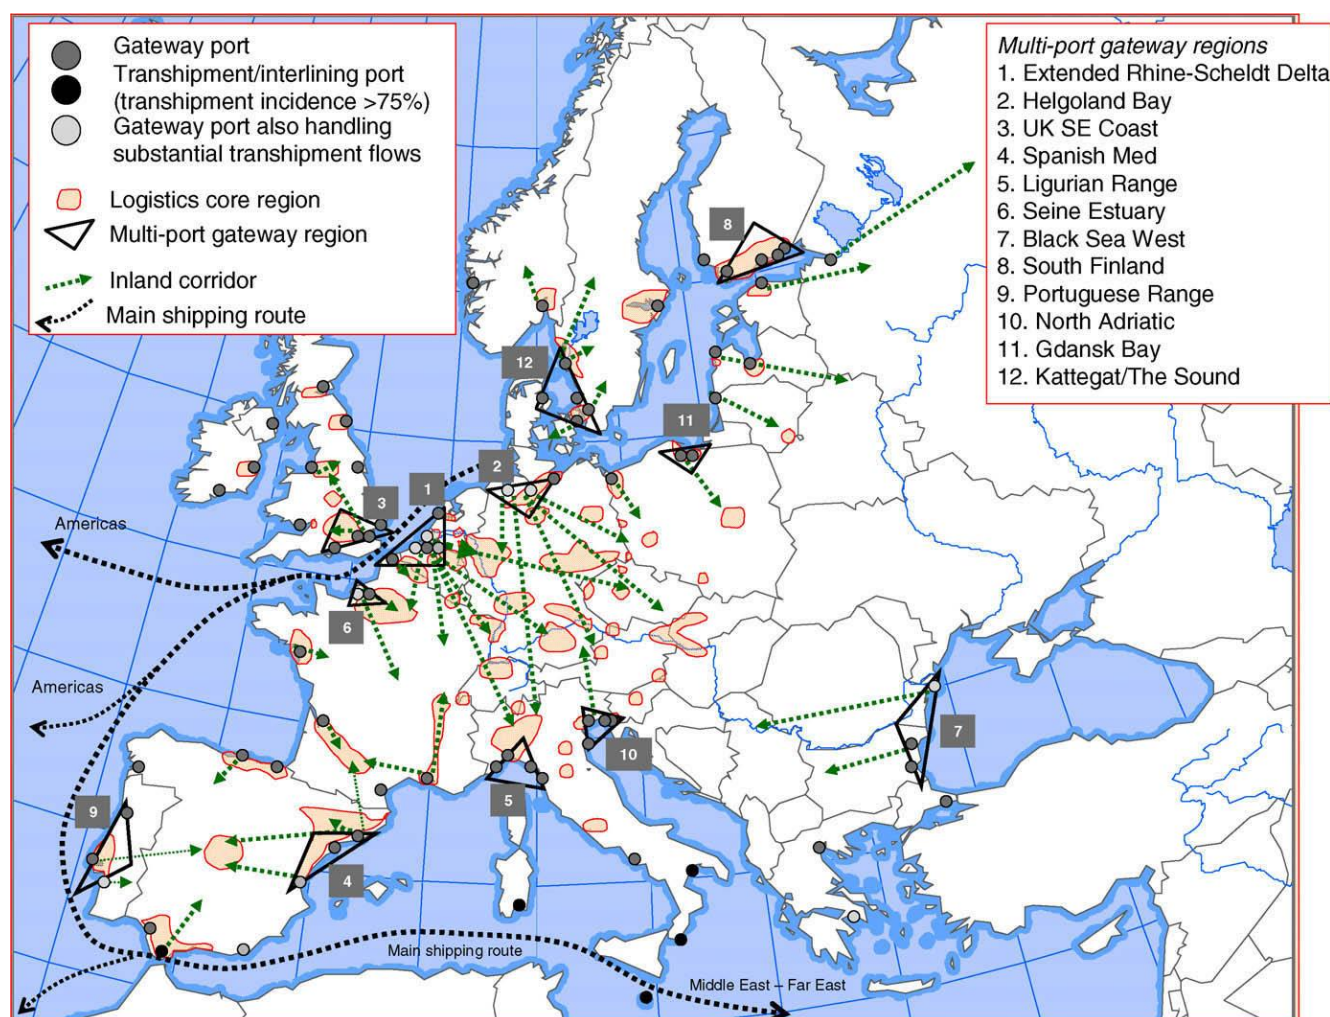 Gateway port
Transhipment/interlining port
(transhipment incidence >75%)
Gateway port also handling
substantial transhipment flows
Logistics core region
Multi-port gateway region
Inland corridor
Main shipping route
Multi-port gateway regions
1. Extended Rhine-Scheldt Delta
2. Helgoland Bay
3. UK SE Coast
4. Spanish Med
5. Ligurian Range
6. Seine Estuary
7. Black Sea West
8. South Finland
9. Portuguese Range
10. North Adriatic
11. Gdansk Bay
12. Kattegat/The Sound
8
12
11
2
1
3
Americas
6
Americas
7
10
5
9
4
Main shipping route
Middle East – Far East